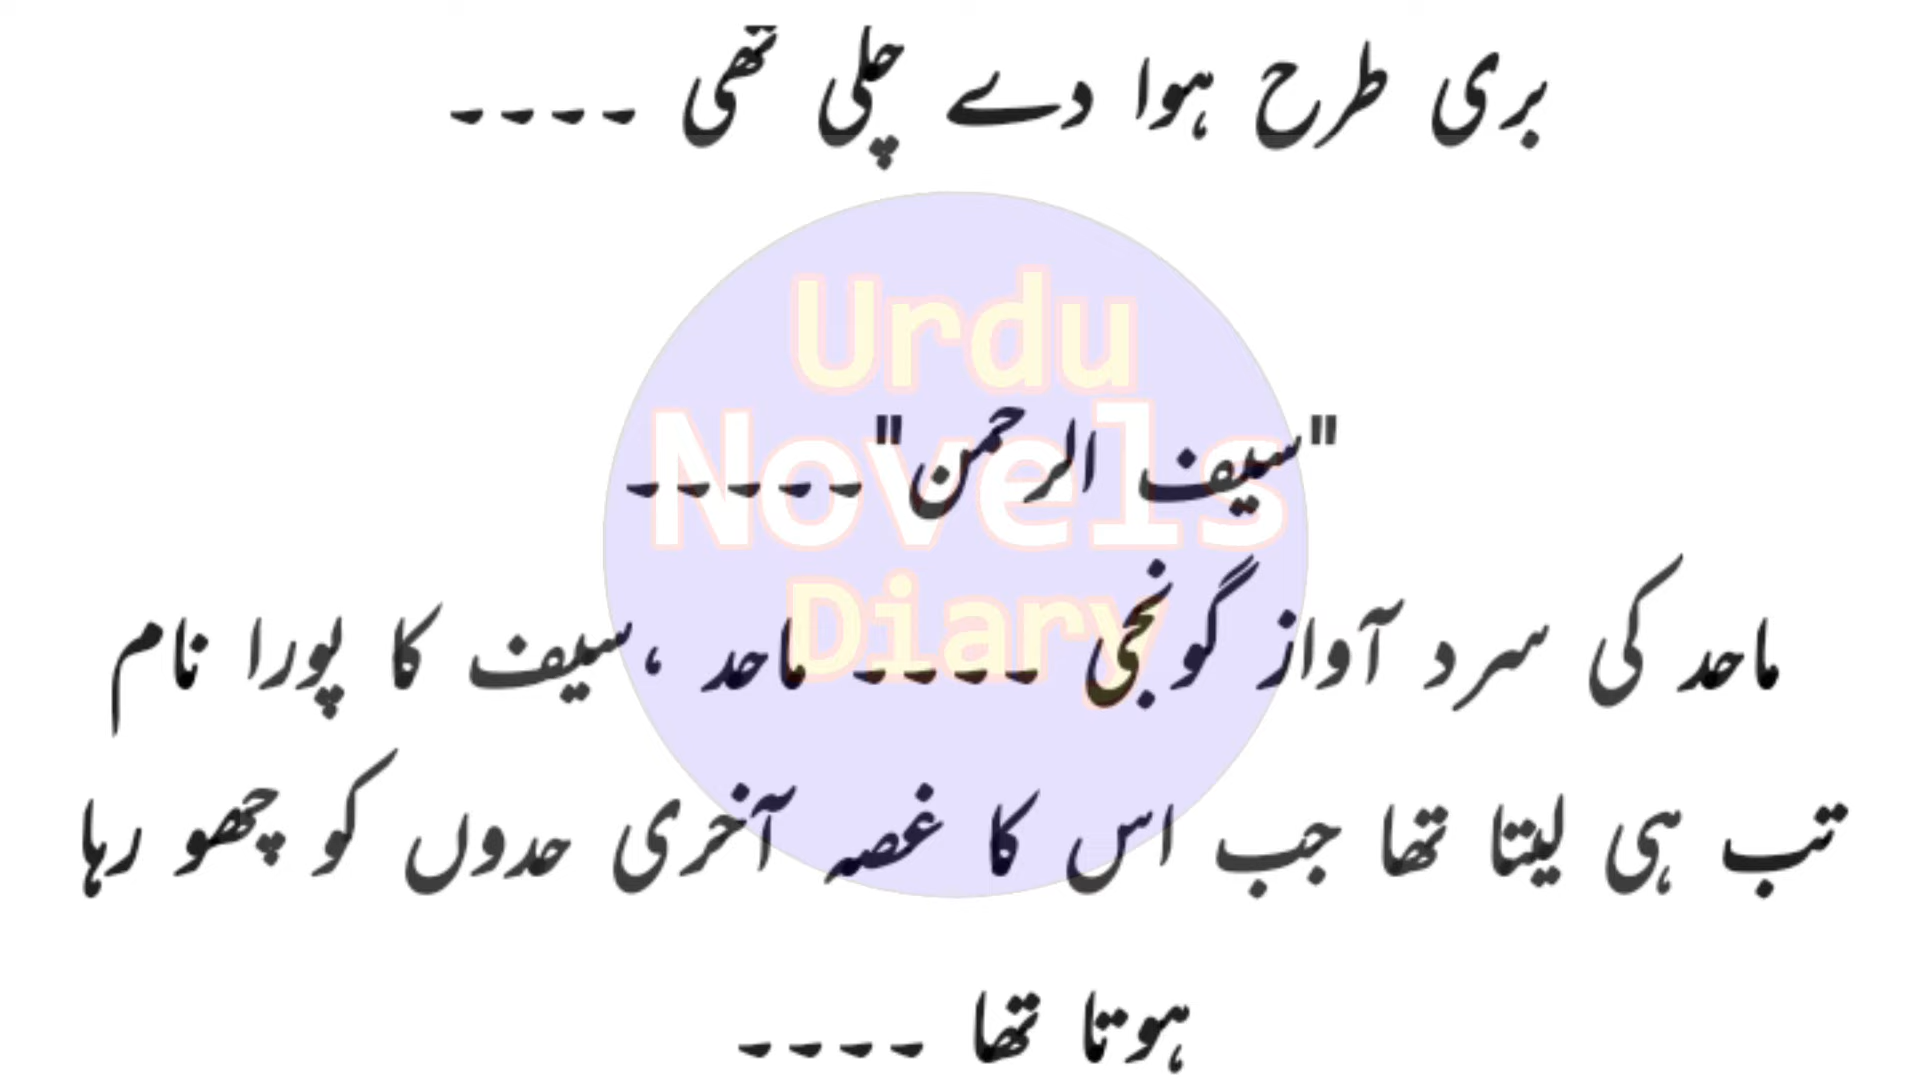 بری طرح ہوا دے چلی تھی ۔۔۔۔
Urdu
Novels
Diary
"سیف الرحمن"۔۔۔۔۔
ماحد کی سرد آواز گونجی ۔۔۔۔ ماحد ،سیف کا پورا نام
تب ہی لیتا تھا جب اس کا غصہ آخری حدوں کو چھو رہا
ہوتا تھا ۔۔۔۔